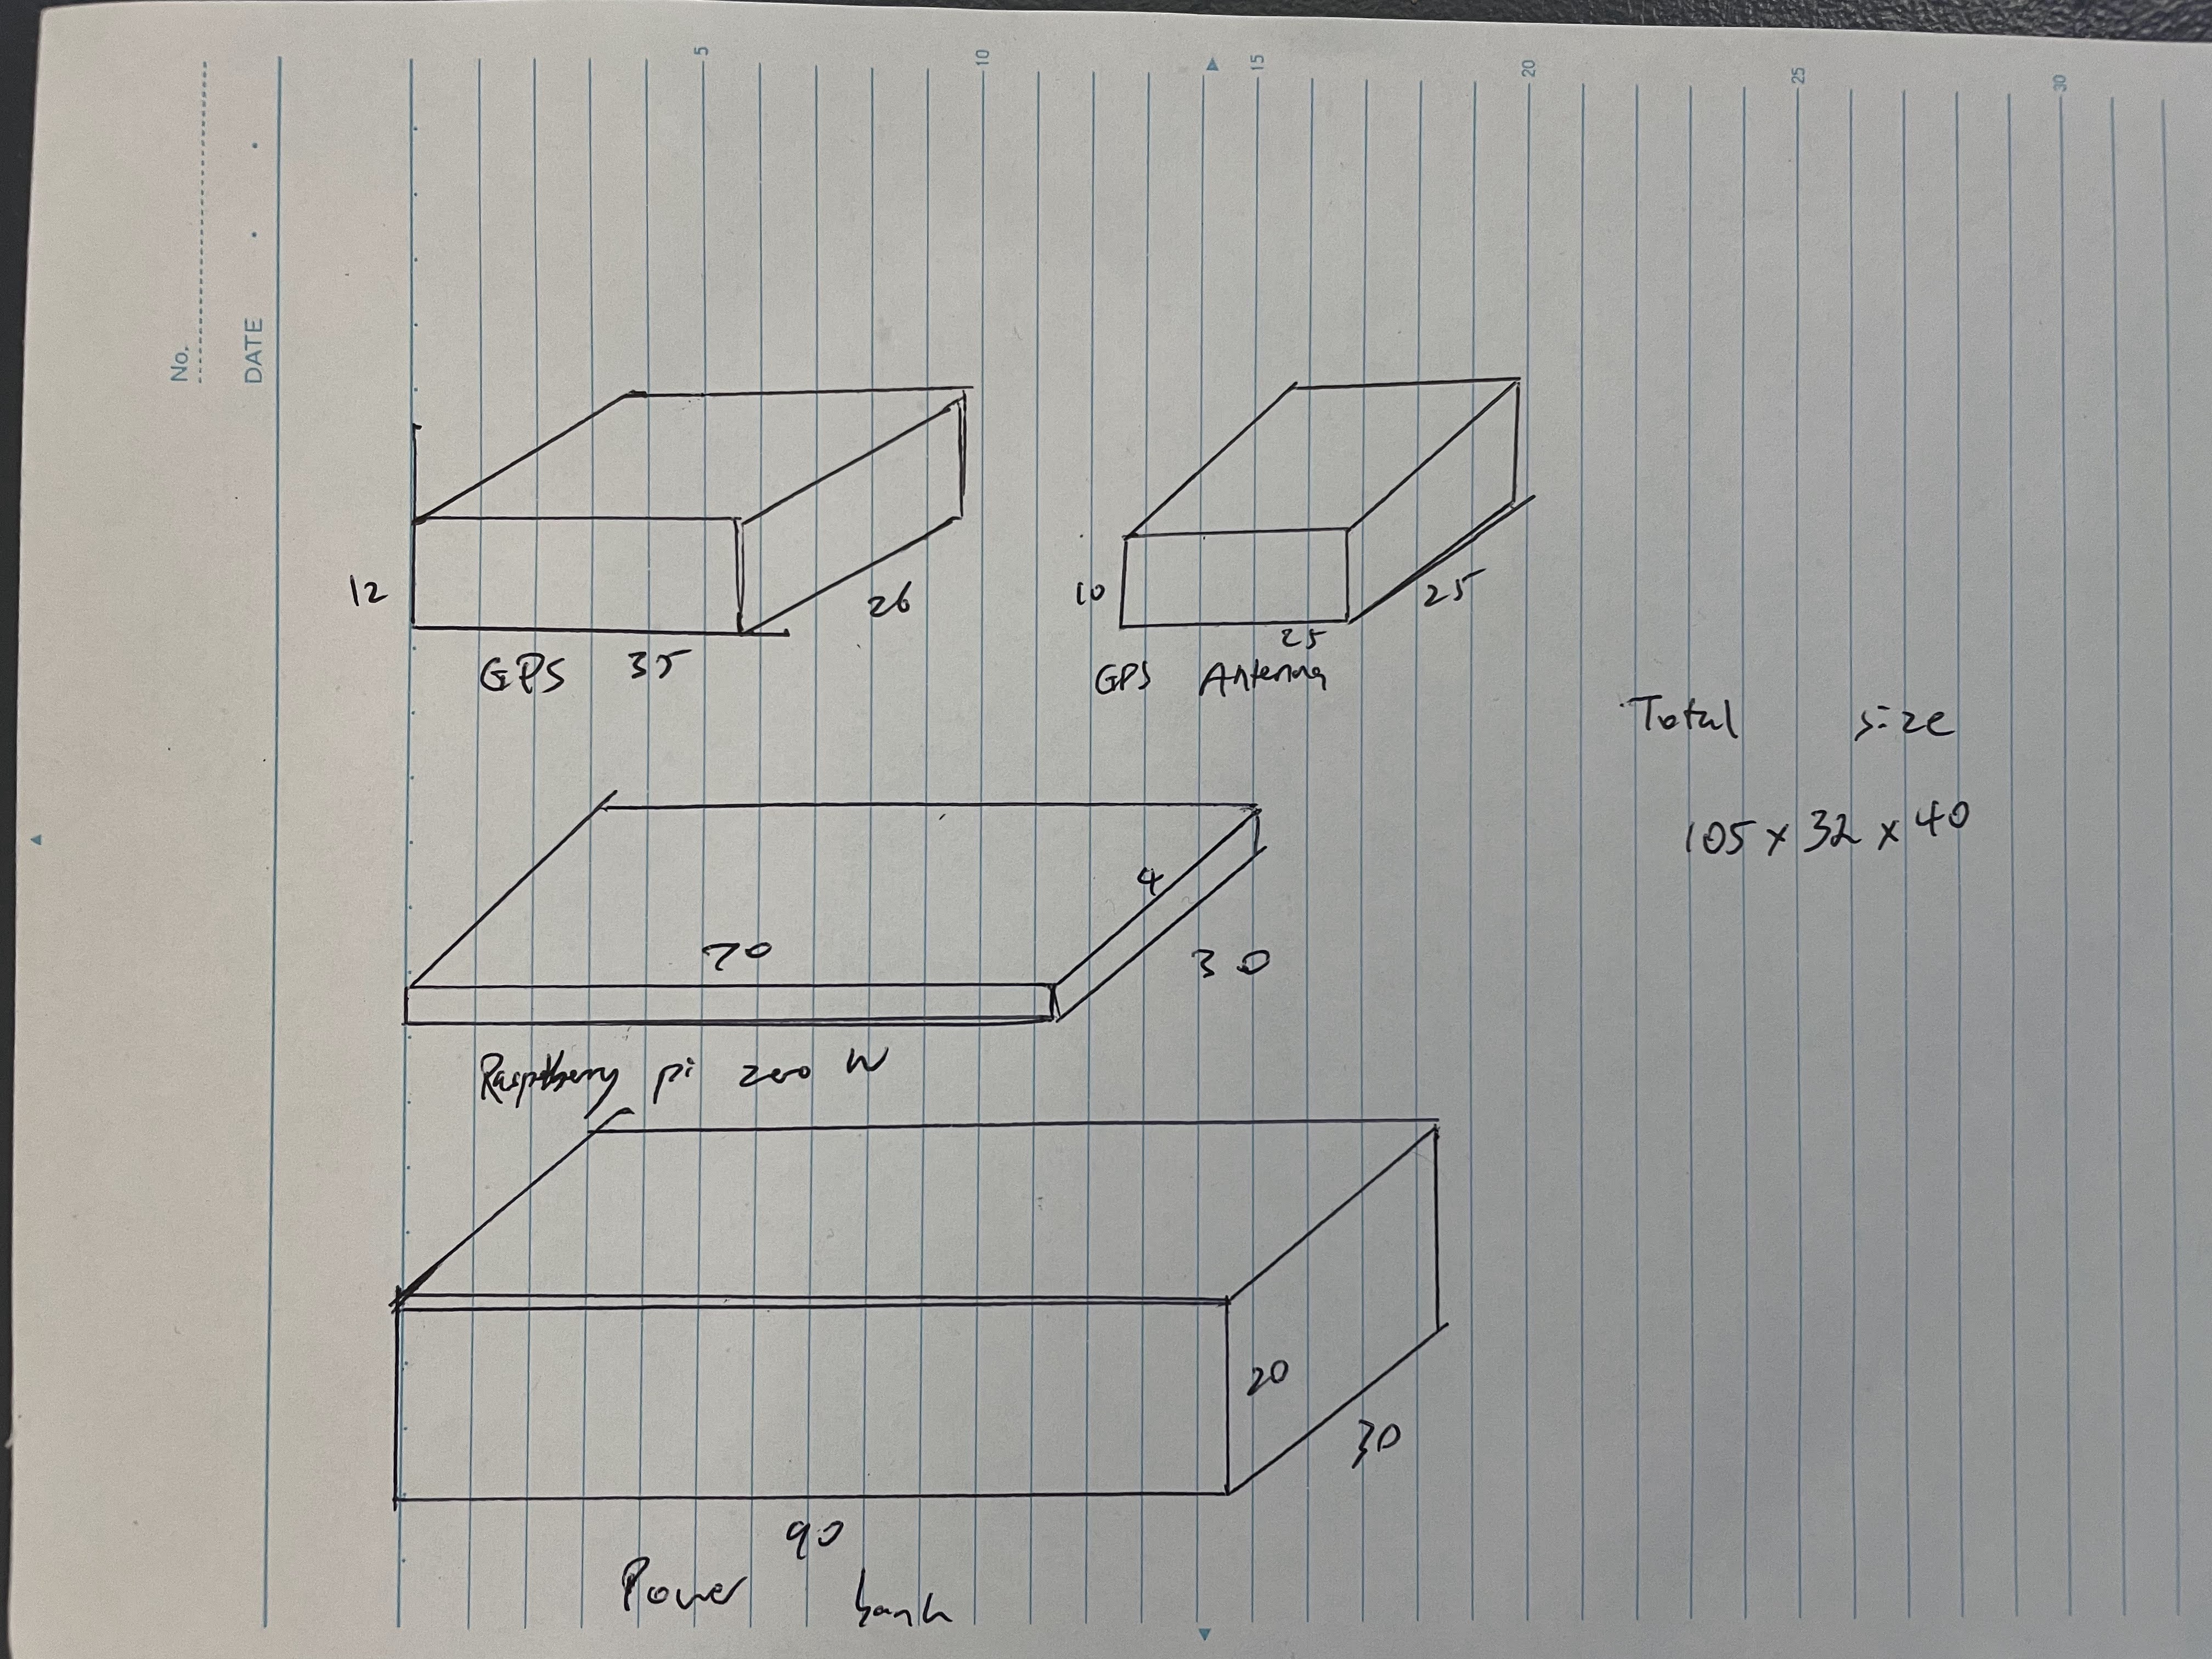 No.
DATE
5
10
15
20
25
30
12
26
GPS 35
10
25
25
GPS Antenna
Total size
105 x 32 x 40
4
70
30
Raspbberry pi zero W
20
30
90
Power bank